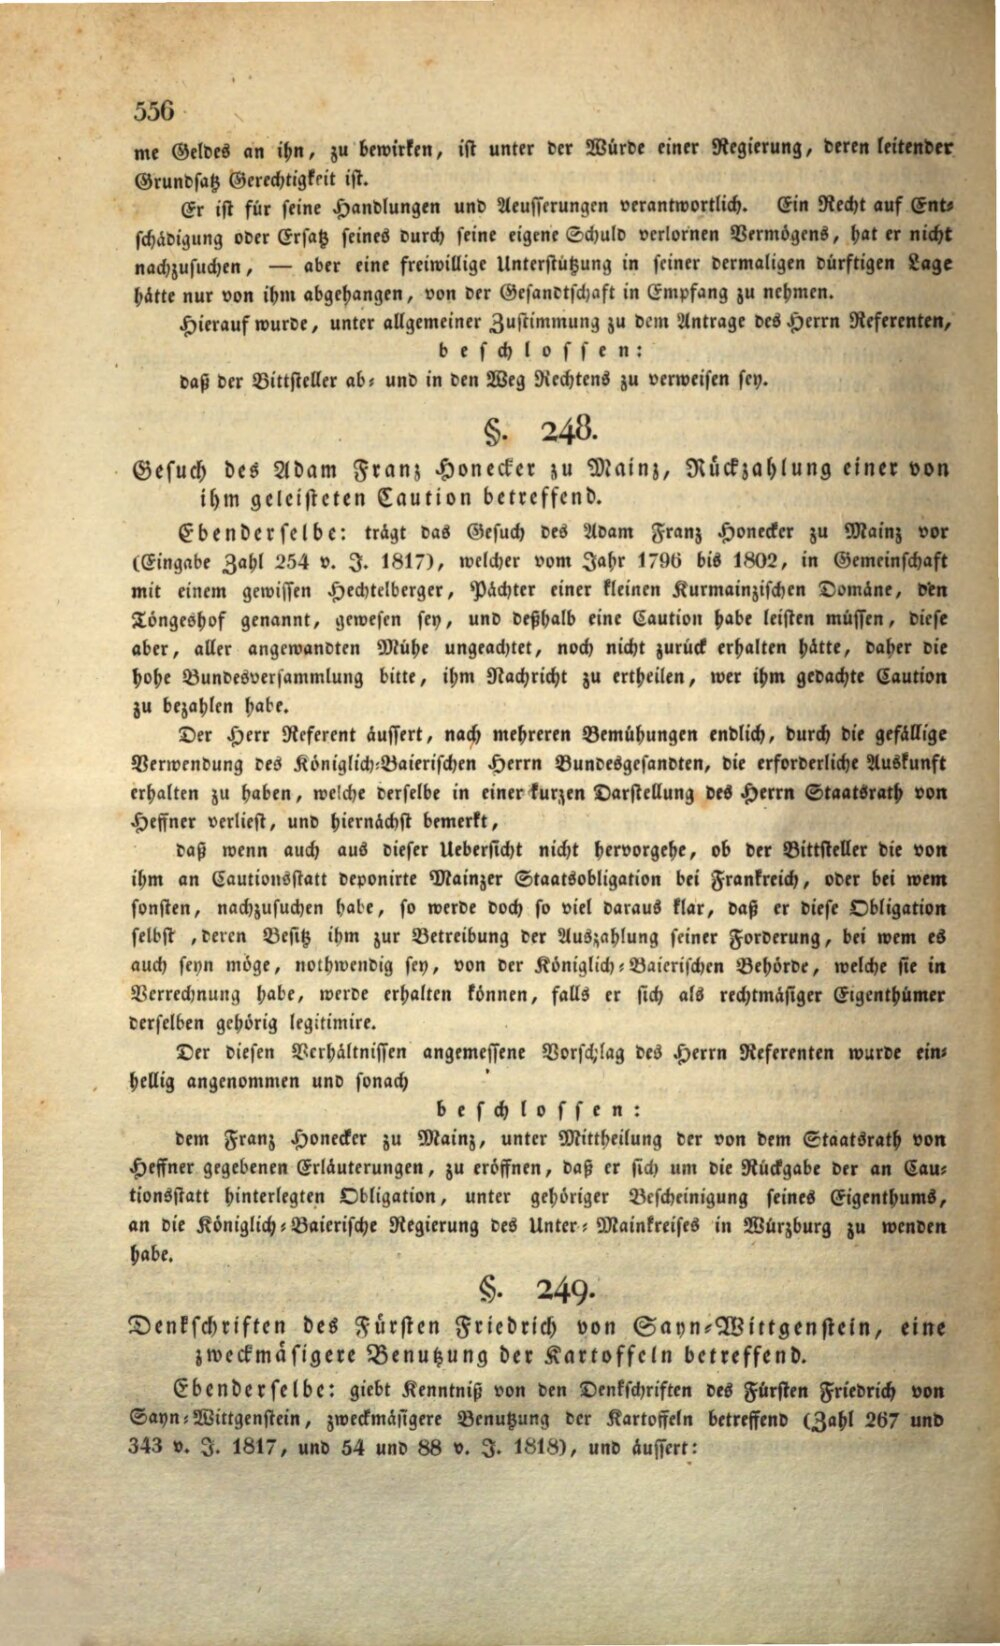 556
me Geldes an ihn, zu bewirken, ist unter der Würde einer Regierung, deren leitender
Grundsatz Gerechtigkeit ist.
Er ist für seine Handlungen und Aeusserungen verantwortlich. Ein Recht auf Ent-
schädigung oder Ersatz seines durch seine eigene Schuld verlornen Vermögens, hat er nicht
nachzusuchen, — aber eine freiwillige Unterstützung in seiner dermaligen dürftigen Lage
hätte nur von ihm abgehangen, von der Gesandtschaft in Empfang zu nehmen.
Hierauf wurde, unter allgemeiner Zustimmung zu dem Antrage des Herrn Referenten,
beschlossen:
daß der Bittsteller ab- und in den Weg Rechtens zu verweisen sey.
§. 248.
Gesuch des Adam Franz Honecker zu Mainz, Rückzahlung einer von
ihm geleisteten Caution betreffend.
Ebenderselbe: trägt das Gesuch des Adam Franz Honecker zu Mainz vor
(Eingabe Zahl 254 v. J. 1817), welcher vom Jahr 1796 bis 1802, in Gemeinschaft
mit einem gewissen Hechtelberger, Pächter einer kleinen Kurmainzischen Domäne, den
Töngeshof genannt, gewesen sey, und deßhalb eine Caution habe leisten müssen, diese
aber, aller angewandten Mühe ungeachtet, noch nicht zurück erhalten hätte, daher die
hohe Bundesversammlung bitte, ihm Nachricht zu ertheilen, wer ihm gedachte Caution
zu bezahlen habe.
Der Herr Referent äussert, nach mehreren Bemühungen endlich, durch die gefällige
Verwendung des Königlich-Baierischen Herrn Bundesgesandten, die erforderliche Auskunft
erhalten zu haben, welche derselbe in einer kurzen Darstellung des Herrn Staatsrath von
Heffner verliest, und hiernächst bemerkt,
daß wenn auch aus dieser Uebersicht nicht hervorgehe, ob der Bittsteller die von
ihm an Cautionsstatt deponirte Mainzer Staatsobligation bei Frankreich, oder bei wem
sonsten, nachzusuchen habe, so werde doch so viel daraus klar, daß er diese Obligation
selbst, deren Besitz ihm zur Betreibung der Auszahlung seiner Forderung, bei wem es
auch seyn möge, nothwendig sey, von der Königlich-Baierischen Behörde, welche sie in
Verrechnung habe, werde erhalten können, falls er sich als rechtmäsiger Eigenthümer
derselben gehörig legitimire.
Der diesen Verhältnissen angemessene Vorschlag des Herrn Referenten wurde ein-
hellig angenommen und sonach
beschlossen:
dem Franz Honecker zu Mainz, unter Mittheilung der von dem Staatsrath von
Heffner gegebenen Erläuterungen, zu eröffnen, daß er sich um die Rückgabe der an Cau-
tionsstatt hinterlegten Obligation, unter gehöriger Bescheinigung seines Eigenthums,
an die Königlich-Baierische Regierung des Unter-Mainkreises in Würzburg zu wenden
habe.
§. 249.
Denkschriften des Fürsten Friedrich von Sayn-Wittgenstein, eine
zweckmäsigere Benutzung der Kartoffeln betreffend.
Ebenderselbe: giebt Kenntniß von den Denkschriften des Fürsten Friedrich von
Sayn-Wittgenstein, zweckmäsigere Benutzung der Kartoffeln betreffend (Zahl 267 und
343 v. J. 1817, und 54 und 88 v. J. 1818), und äussert: